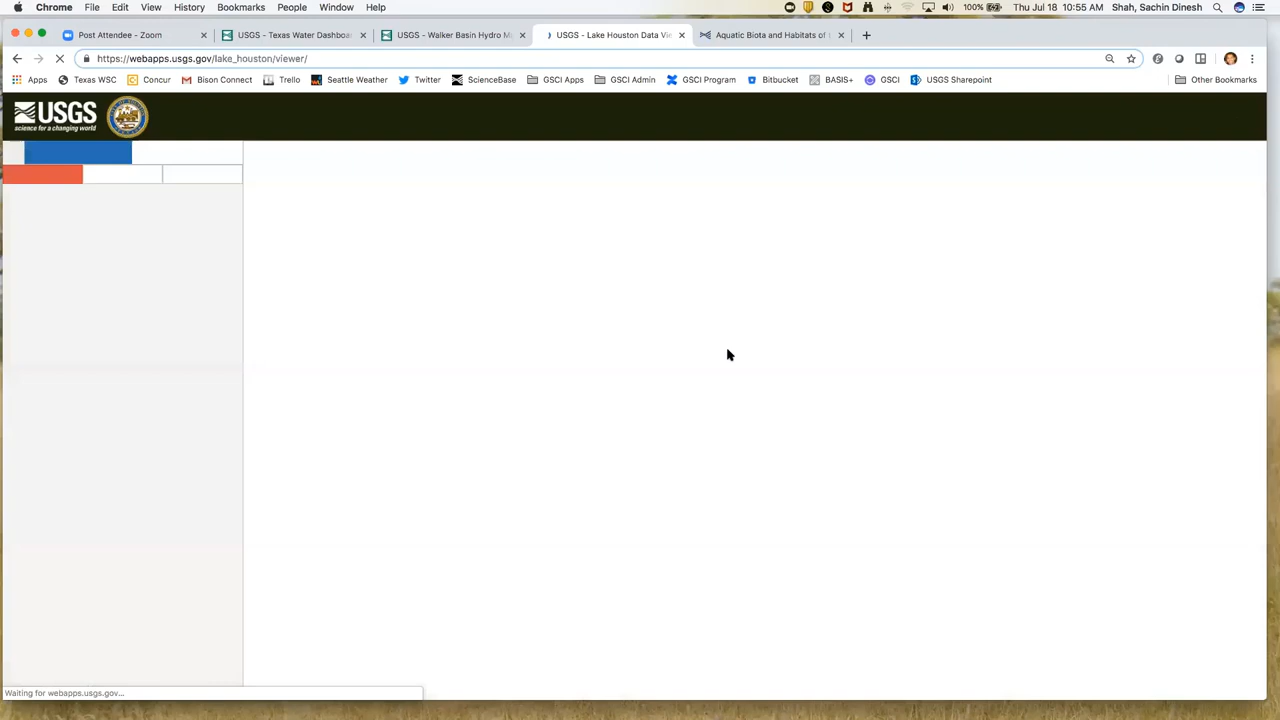 Chrome File Edit View History Bookmarks People Window Help 100% Thu Jul 18 10:55 AM Shah, Sachin Dinesh
Post Attendee - Zoom USGS - Texas Water Dashboa USGS - Walker Basin Hydro M USGS - Lake Houston Data Vie Aquatic Biota and Habitats of t
https://webapps.usgs.gov/lake_houston/viewer/
Apps Texas WSC Concur Bison Connect Trello Seattle Weather Twitter ScienceBase GSCI Apps GSCI Admin GSCI Program Bitbucket BASIS+ GSCI USGS Sharepoint Other Bookmarks
USGS
science for a changing world
Waiting for webapps.usgs.gov...